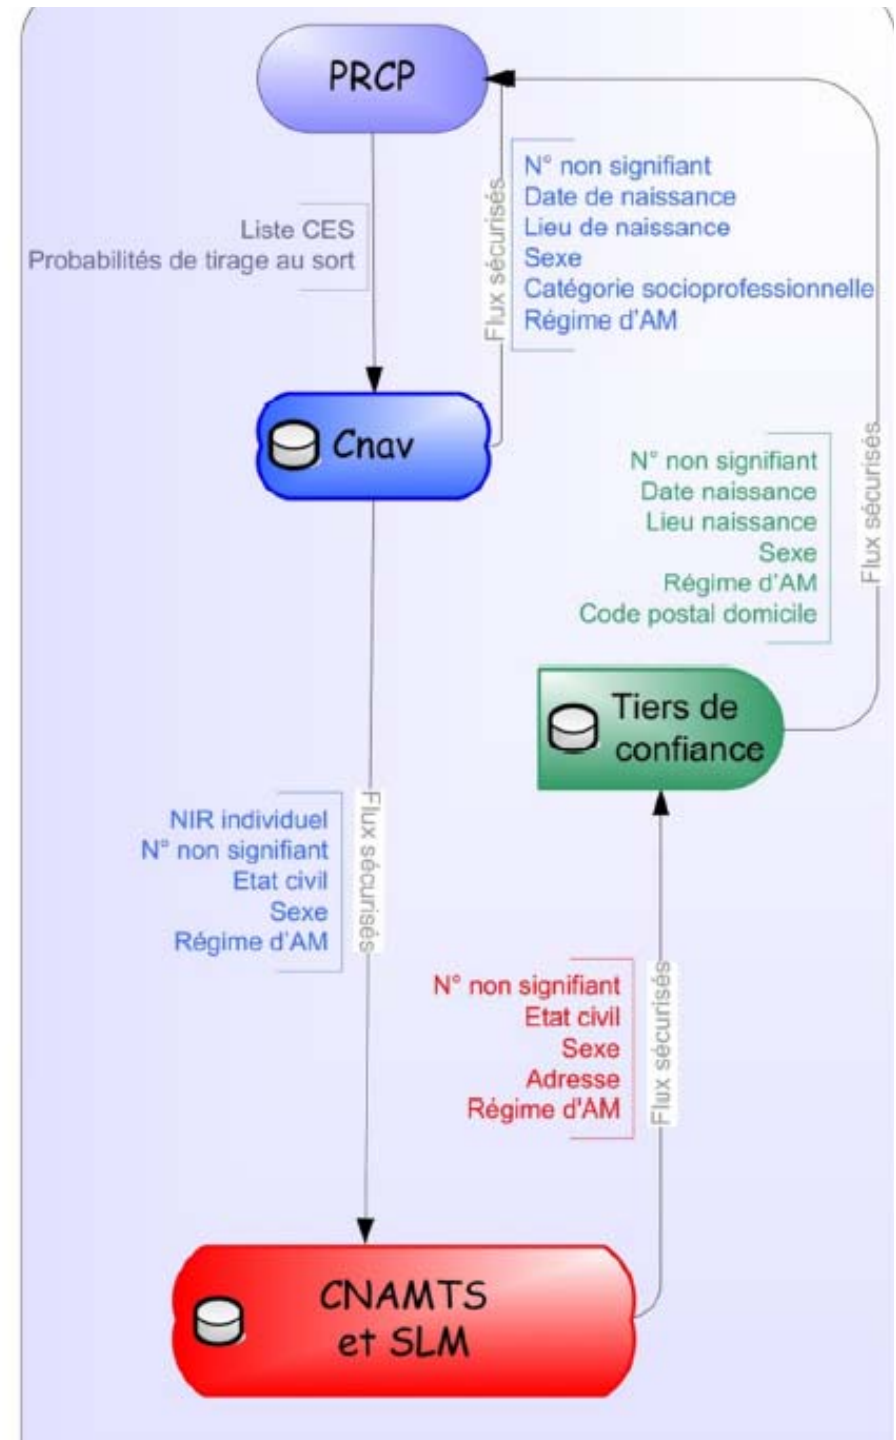 PRCP
Liste CES
Probabilités de tirage au sort
Flux sécurisés
N° non signifiant
Date de naissance
Lieu de naissance
Sexe
Catégorie socioprofessionnelle
Régime d'AM
Cnav
N° non signifiant
Date naissance
Lieu naissance
Sexe
Régime d'AM
Code postal domicile
Flux sécurisés
Tiers de
confiance
NIR individuel
N° non signifiant
Etat civil
Sexe
Régime d'AM
Flux sécurisés
N° non signifiant
Etat civil
Sexe
Adresse
Régime d'AM
Flux sécurisés
CNAMTS
et SLM